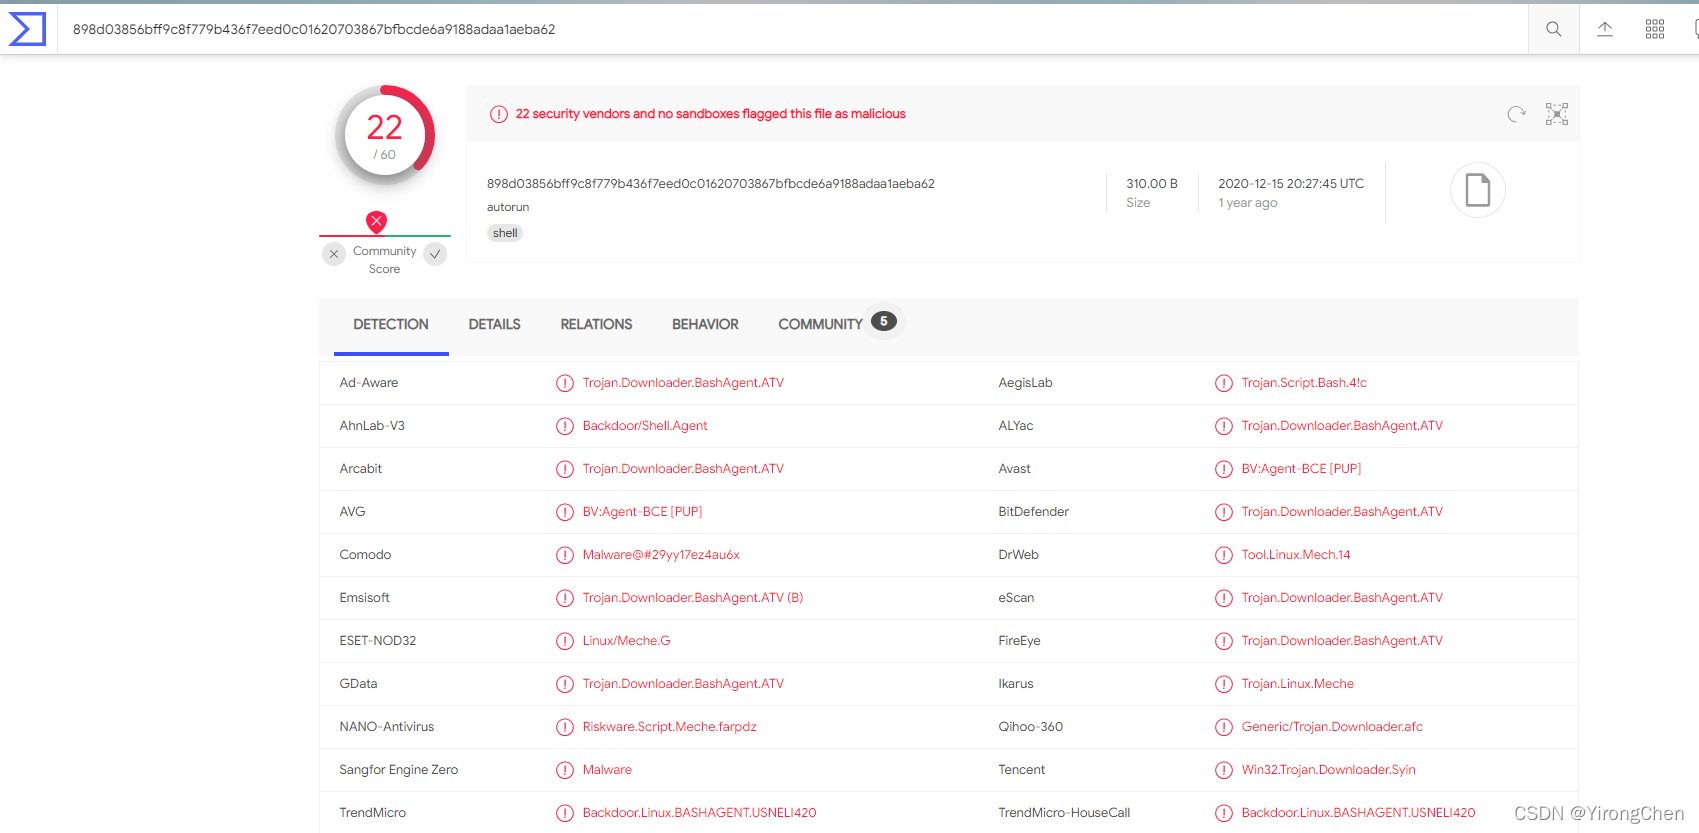 898d03856bff9c8f779b436f7eed0c01620703867bfbcde6a9188adaa1aeba62
22
/ 60
Community
Score
22 security vendors and no sandboxes flagged this file as malicious
898d03856bff9c8f779b436f7eed0c01620703867bfbcde6a9188adaa1aeba62
autorun
shell
310.00 B
Size
2020-12-15 20:27:45 UTC
1 year ago
DETECTION DETAILS RELATIONS BEHAVIOR COMMUNITY 5
Ad-Aware Trojan.Downloader.BashAgent.ATV AegisLab Trojan.Script.Bash.4!c
AhnLab-V3 Backdoor/Shell.Agent ALYac Trojan.Downloader.BashAgent.ATV
Arcabit Trojan.Downloader.BashAgent.ATV Avast BV:Agent-BCE [PUP]
AVG BV:Agent-BCE [PUP] BitDefender Trojan.Downloader.BashAgent.ATV
Comodo Malware@#29yy17ez4au6x DrWeb Tool.Linux.Mech.14
Emsisoft Trojan.Downloader.BashAgent.ATV (B) eScan Trojan.Downloader.BashAgent.ATV
ESET-NOD32 Linux/Meche.G FireEye Trojan.Downloader.BashAgent.ATV
GData Trojan.Downloader.BashAgent.ATV Ikarus Trojan.Linux.Meche
NANO-Antivirus Riskware.Script.Meche.farpdz Qihoo-360 Generic/Trojan.Downloader.afc
Sangfor Engine Zero Malware Tencent Win32.Trojan.Downloader.Syin
TrendMicro Backdoor.Linux.BASHAGENT.USNELI420 TrendMicro-HouseCall Backdoor.Linux.BASHAGENT.USNELI420
CSDN @YirongChen